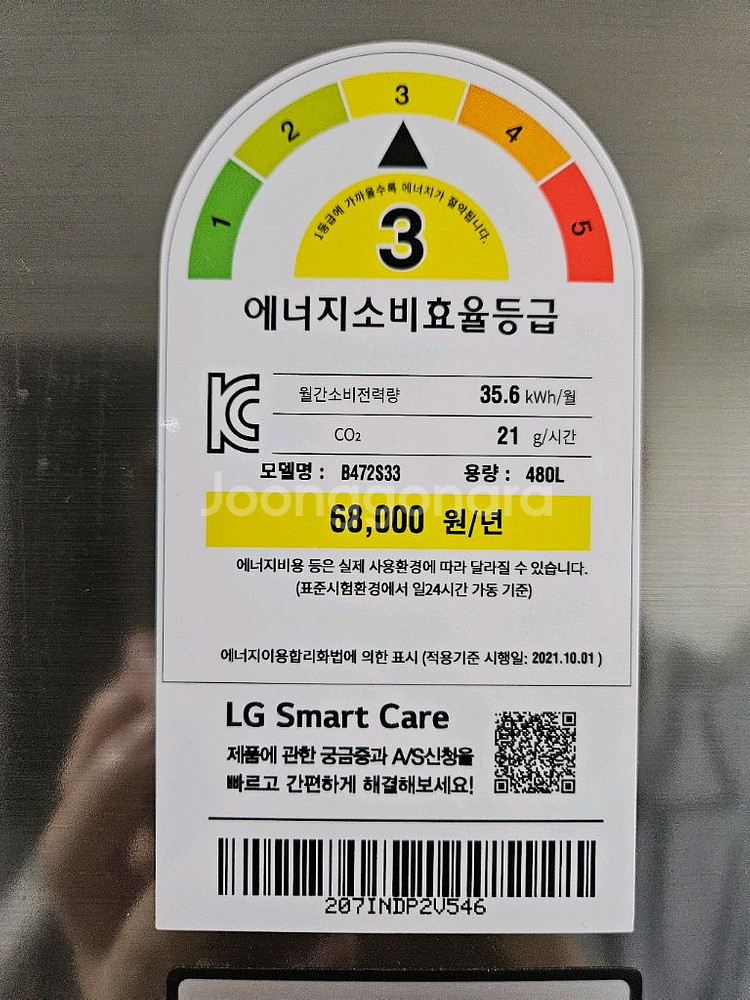 1
2
3
4
5
1등급에 가까울수록 에너지가 절약됩니다.
3
에너지소비효율등급
월간소비전력량 35.6 kWh/월
CO₂ 21 g/시간
모델명 : B472S33 용량 : 480L
Joonggonara
68,000 원/년
에너지비용 등은 실제 사용환경에 따라 달라질 수 있습니다.
(표준시험환경에서 일24시간 가동 기준)
에너지이용합리화법에 의한 표시 (적용기준 시행일: 2021.10.01 )
LG Smart Care
제품에 관한 궁금증과 A/S신청을
빠르고 간편하게 해결해보세요!
207INDP2V546